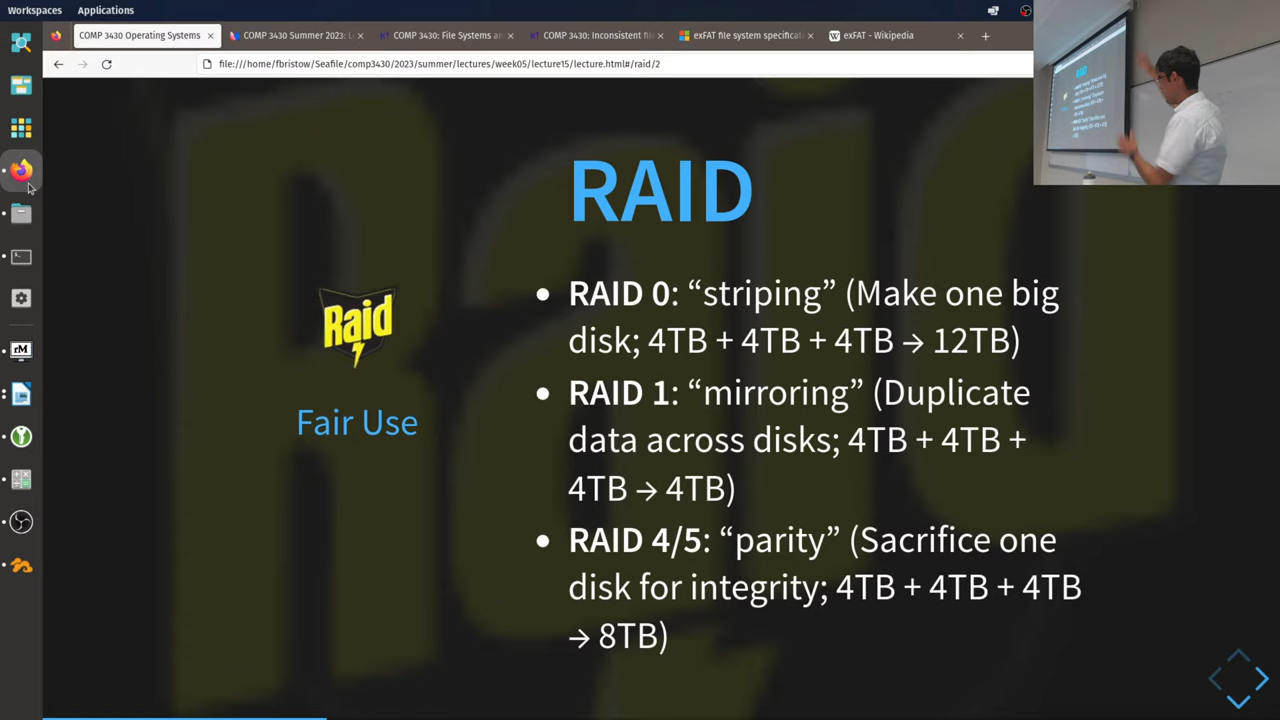 Workspaces Applications
COMP 3430 Operating Systems
COMP 3430 Summer 2023: L
COMP 3430: File Systems an
COMP 3430: Inconsistent file
exFAT file system specificat
exFAT - Wikipedia
file:///home/fbristow/Seafile/comp3430/2023/summer/lectures/week05/lecture15/lecture.html#/raid/2
RAID
Raid
Fair Use
• RAID 0: “striping” (Make one big
disk; 4TB + 4TB + 4TB → 12TB)
• RAID 1: “mirroring” (Duplicate
data across disks; 4TB + 4TB +
4TB → 4TB)
• RAID 4/5: “parity” (Sacrifice one
disk for integrity; 4TB + 4TB + 4TB
→ 8TB)
rM